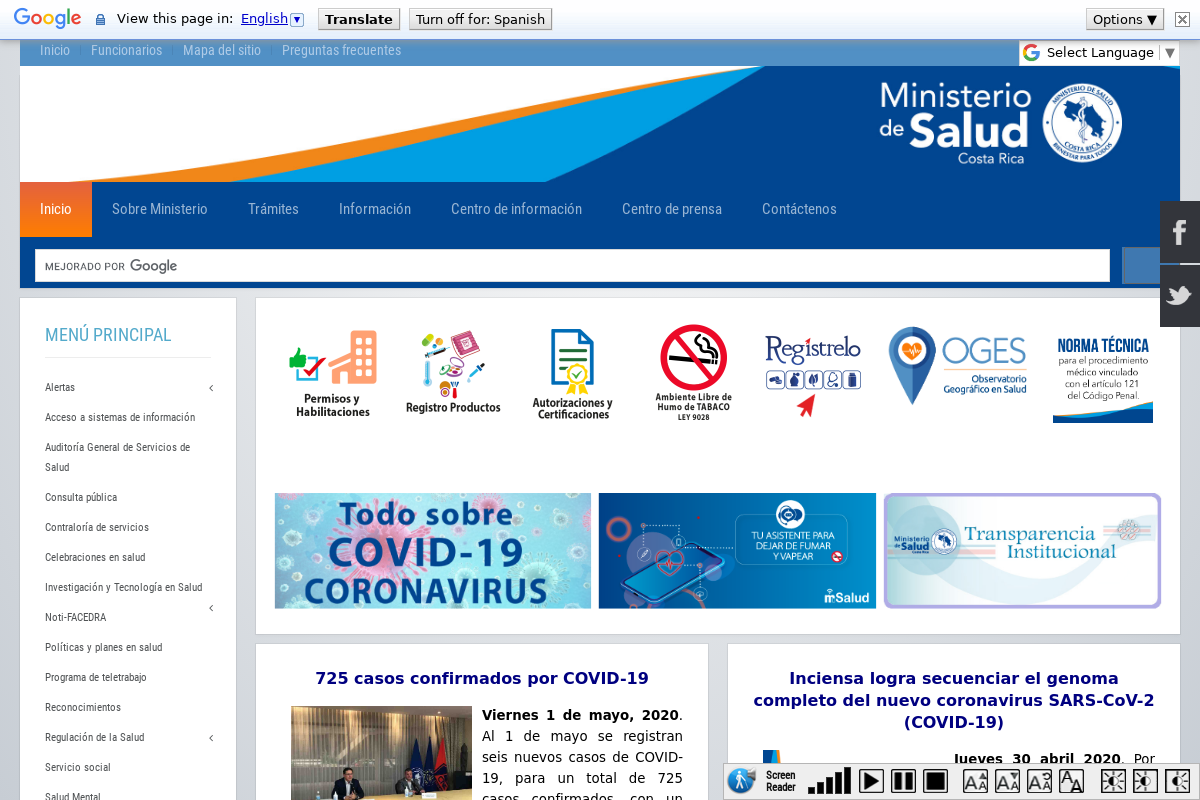 Google View this page in: English ▼ Translate Turn off for: Spanish Options ▼
Inicio Funcionarios Mapa del sitio Preguntas frecuentes
Select Language ▼
Ministerio
de Salud
Costa Rica
MINISTERIO DE SALUD
COSTA RICA
BIENESTAR PARA TODOS
Inicio Sobre Ministerio Trámites Información Centro de información Centro de prensa Contáctenos
MEJORADO POR Google
MENÚ PRINCIPAL
Alertas
Acceso a sistemas de información
Auditoría General de Servicios de
Salud
Consulta pública
Contraloría de servicios
Celebraciones en salud
Investigación y Tecnología en Salud
Noti-FACEDRA
Políticas y planes en salud
Programa de teletrabajo
Reconocimientos
Regulación de la Salud
Servicio social
Salud Mental
Permisos y
Habilitaciones
Registro Productos
Autorizaciones y
Certificaciones
Ambiente Libre de
Humo de TABACO
LEY 9028
Regístrelo
OGES
Observatorio
Geográfico en Salud
NORMA TÉCNICA
para el procedimiento
médico vinculado
con el artículo 121
del Código Penal.
Todo sobre
COVID-19
CORONAVIRUS
TU ASISTENTE PARA
DEJAR DE FUMAR
Y VAPEAR
mSalud
Ministerio
de Salud
Costa Rica
Transparencia
Institucional
725 casos confirmados por COVID-19
Viernes 1 de mayo, 2020.
Al 1 de mayo se registran
seis nuevos casos de COVID-
19, para un total de 725
casos confirmados, con un
Inciensa logra secuenciar el genoma
completo del nuevo coronavirus SARS-CoV-2
(COVID-19)
Jueves 30 abril 2020. Por
Screen
Reader
AA AA AA AA